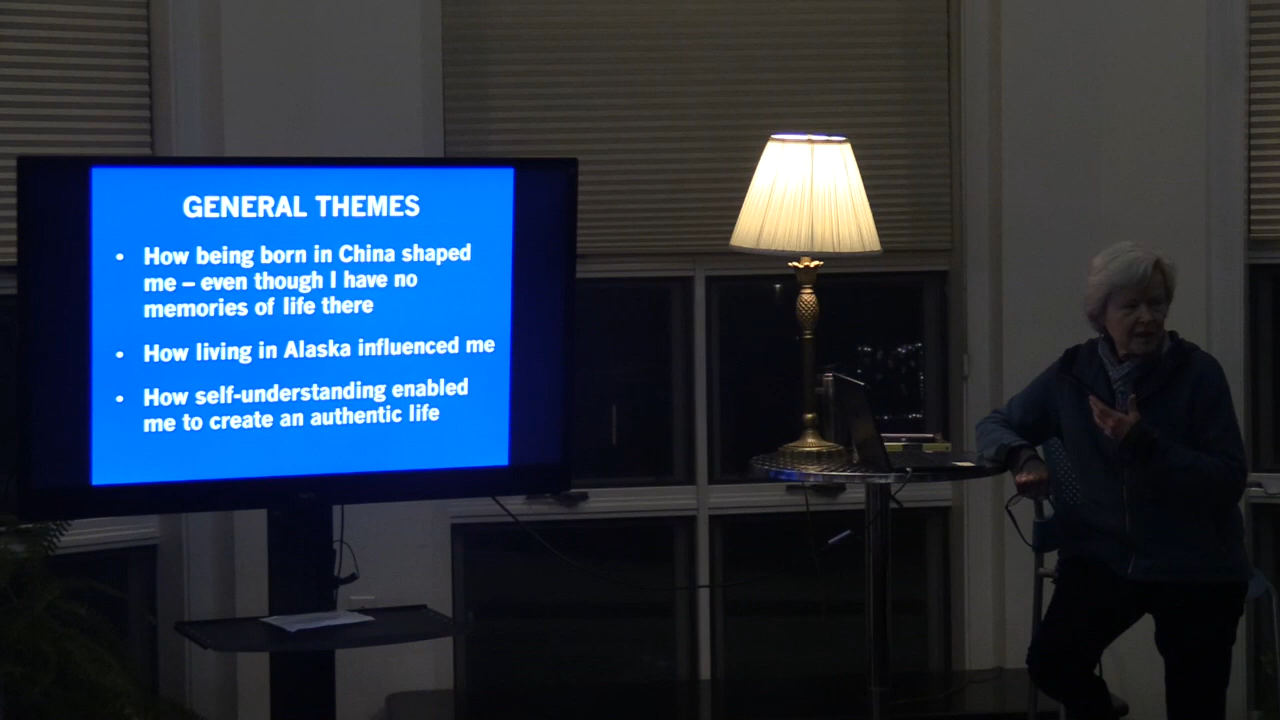 GENERAL THEMES
• How being born in China shaped
me – even though I have no
memories of life there
• How living in Alaska influenced me
• How self-understanding enabled
me to create an authentic life